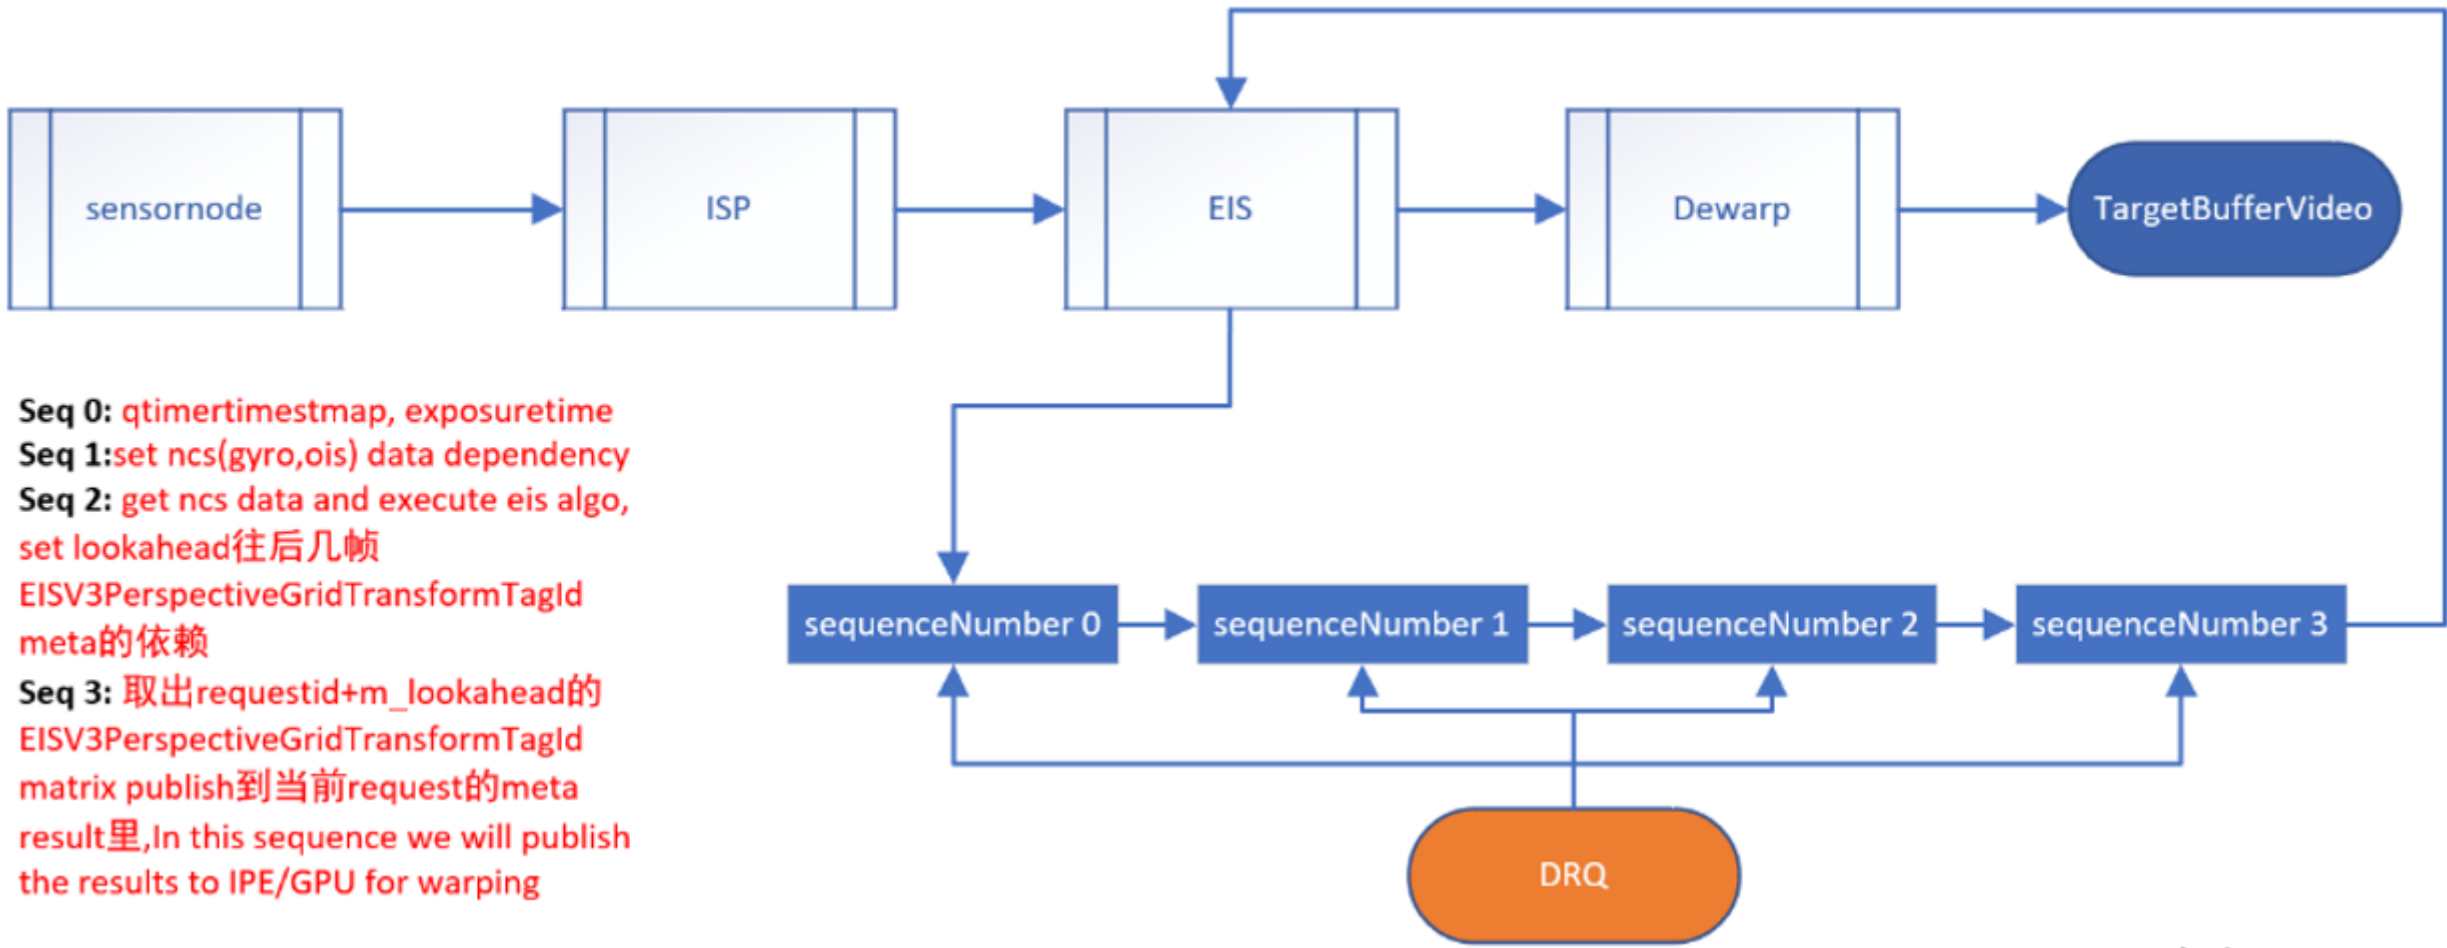 sensornode
ISP
EIS
Dewarp
TargetBufferVideo
Seq 0: qtimertimestmap, exposuretime
Seq 1:set ncs(gyro,ois) data dependency
Seq 2: get ncs data and execute eis algo,
set lookahead往后几帧
EISV3PerspectiveGridTransformTagId
meta的依赖
Seq 3: 取出requestid+m_lookahead的
EISV3PerspectiveGridTransformTagId
matrix publish到当前request的meta
result里,In this sequence we will publish
the results to IPE/GPU for warping
sequenceNumber 0
sequenceNumber 1
sequenceNumber 2
sequenceNumber 3
DRQ